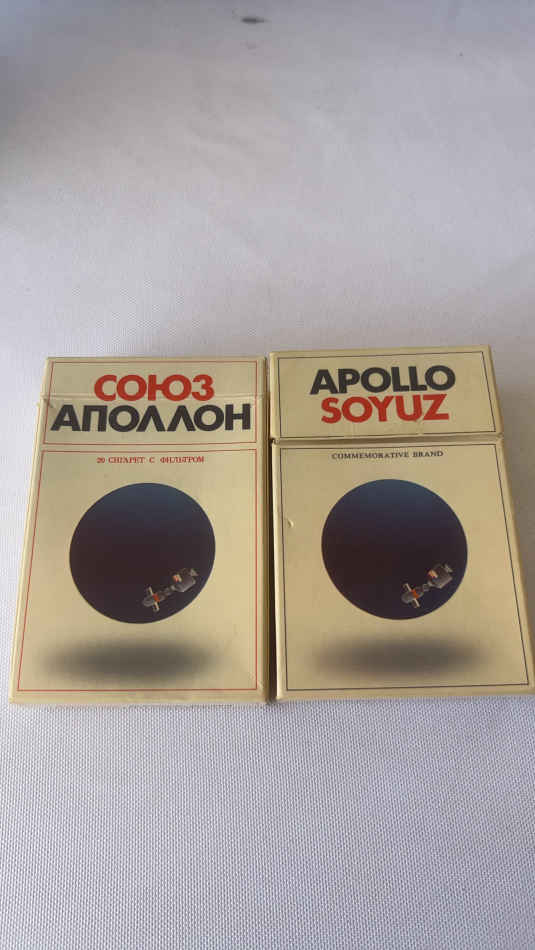 СОЮЗ
АПОЛЛОН
20 СИГАРЕТ С ФИЛЬТРОМ
APOLLO
SOYUZ
COMMEMORATIVE BRAND